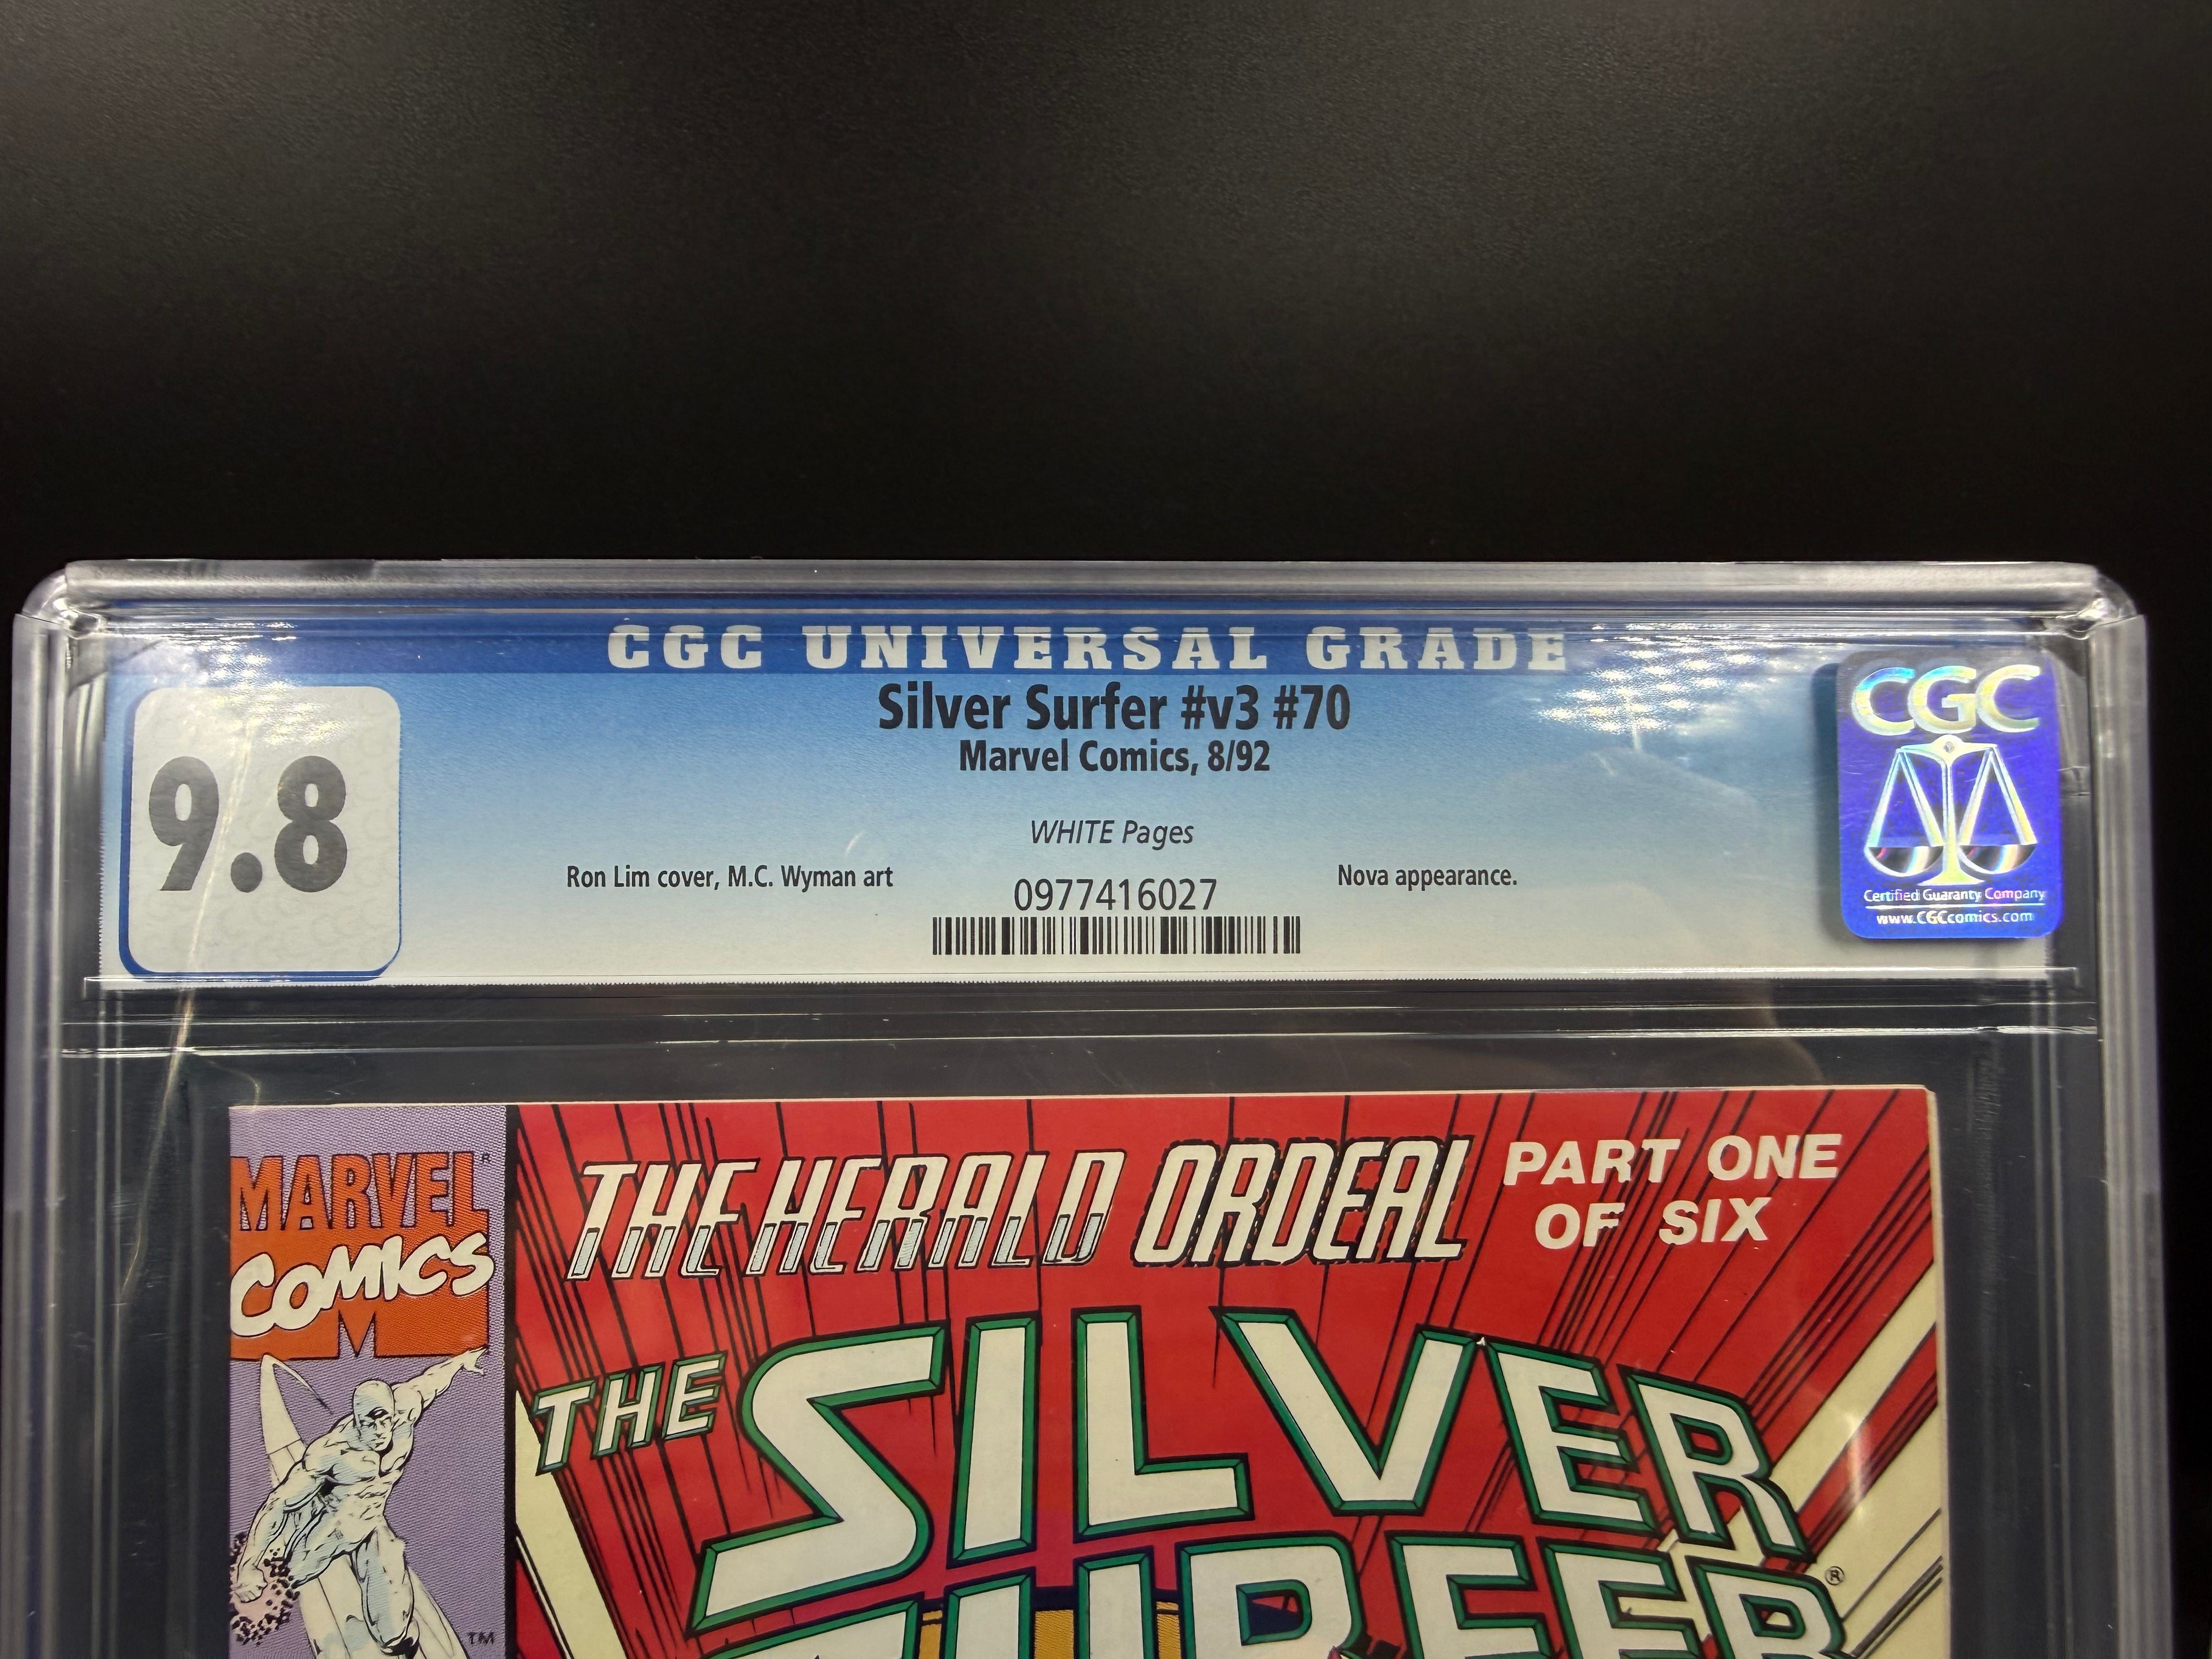 CGC UNIVERSAL GRADE
9.8
Silver Surfer #v3 #70
Marvel Comics, 8/92
WHITE Pages
Ron Lim cover, M.C. Wyman art
0977416027
Nova appearance.
CGC
Certified Guaranty Company
www.CGCcomics.com
MARVEL®
COMICS
M
TM
THE HERALD ORDEAL
PART ONE
OF SIX
THE SILVER
SURFER®